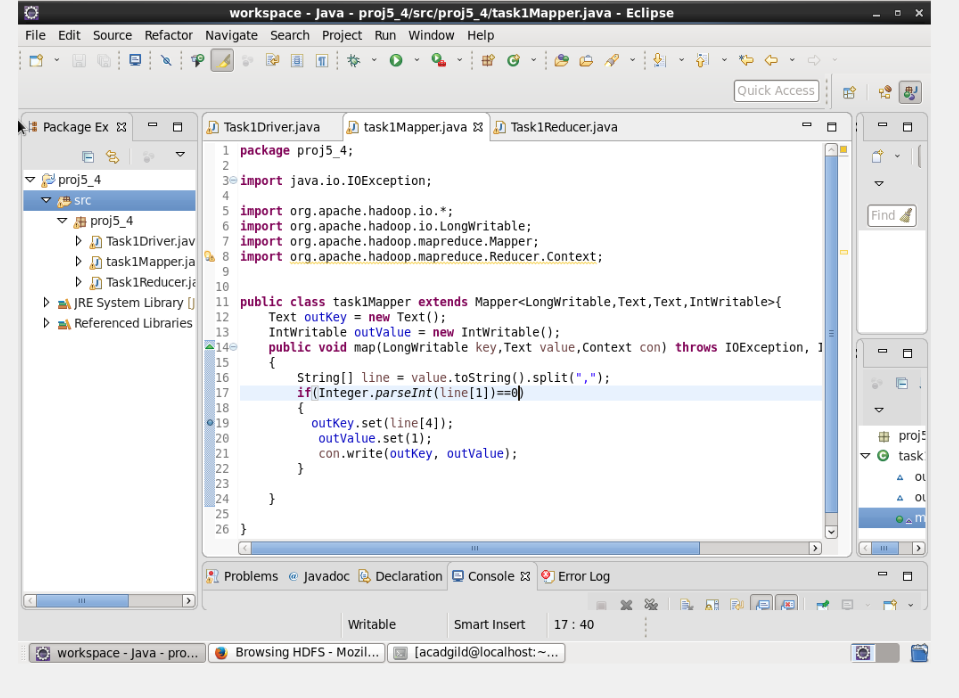 workspace - Java - proj5_4/src/proj5_4/task1Mapper.java - Eclipse
File Edit Source Refactor Navigate Search Project Run Window Help
Quick Access
Package Ex
Task1Driver.java task1Mapper.java Task1Reducer.java
proj5_4
src
proj5_4
Task1Driver.jav
task1Mapper.ja
Task1Reducer.ja
JRE System Library [J
Referenced Libraries
1 package proj5_4;
2
3 import java.io.IOException;
4
5 import org.apache.hadoop.io.*;
6 import org.apache.hadoop.io.LongWritable;
7 import org.apache.hadoop.mapreduce.Mapper;
8 import org.apache.hadoop.mapreduce.Reducer.Context;
9
10
11 public class task1Mapper extends Mapper<LongWritable,Text,Text,IntWritable>{
12 Text outKey = new Text();
13 IntWritable outValue = new IntWritable();
14 public void map(LongWritable key,Text value,Context con) throws IOException, I
15 {
16 String[] line = value.toString().split(",");
17 if(Integer.parseInt(line[1])==0)
18 {
19 outKey.set(line[4]);
20 outValue.set(1);
21 con.write(outKey, outValue);
22 }
23
24 }
25
26 }
Find
proj5
task
ou
ou
m
Problems Javadoc Declaration Console Error Log
Writable Smart Insert 17 : 40
workspace - Java - pro... Browsing HDFS - Mozil... [acadgild@localhost:~...